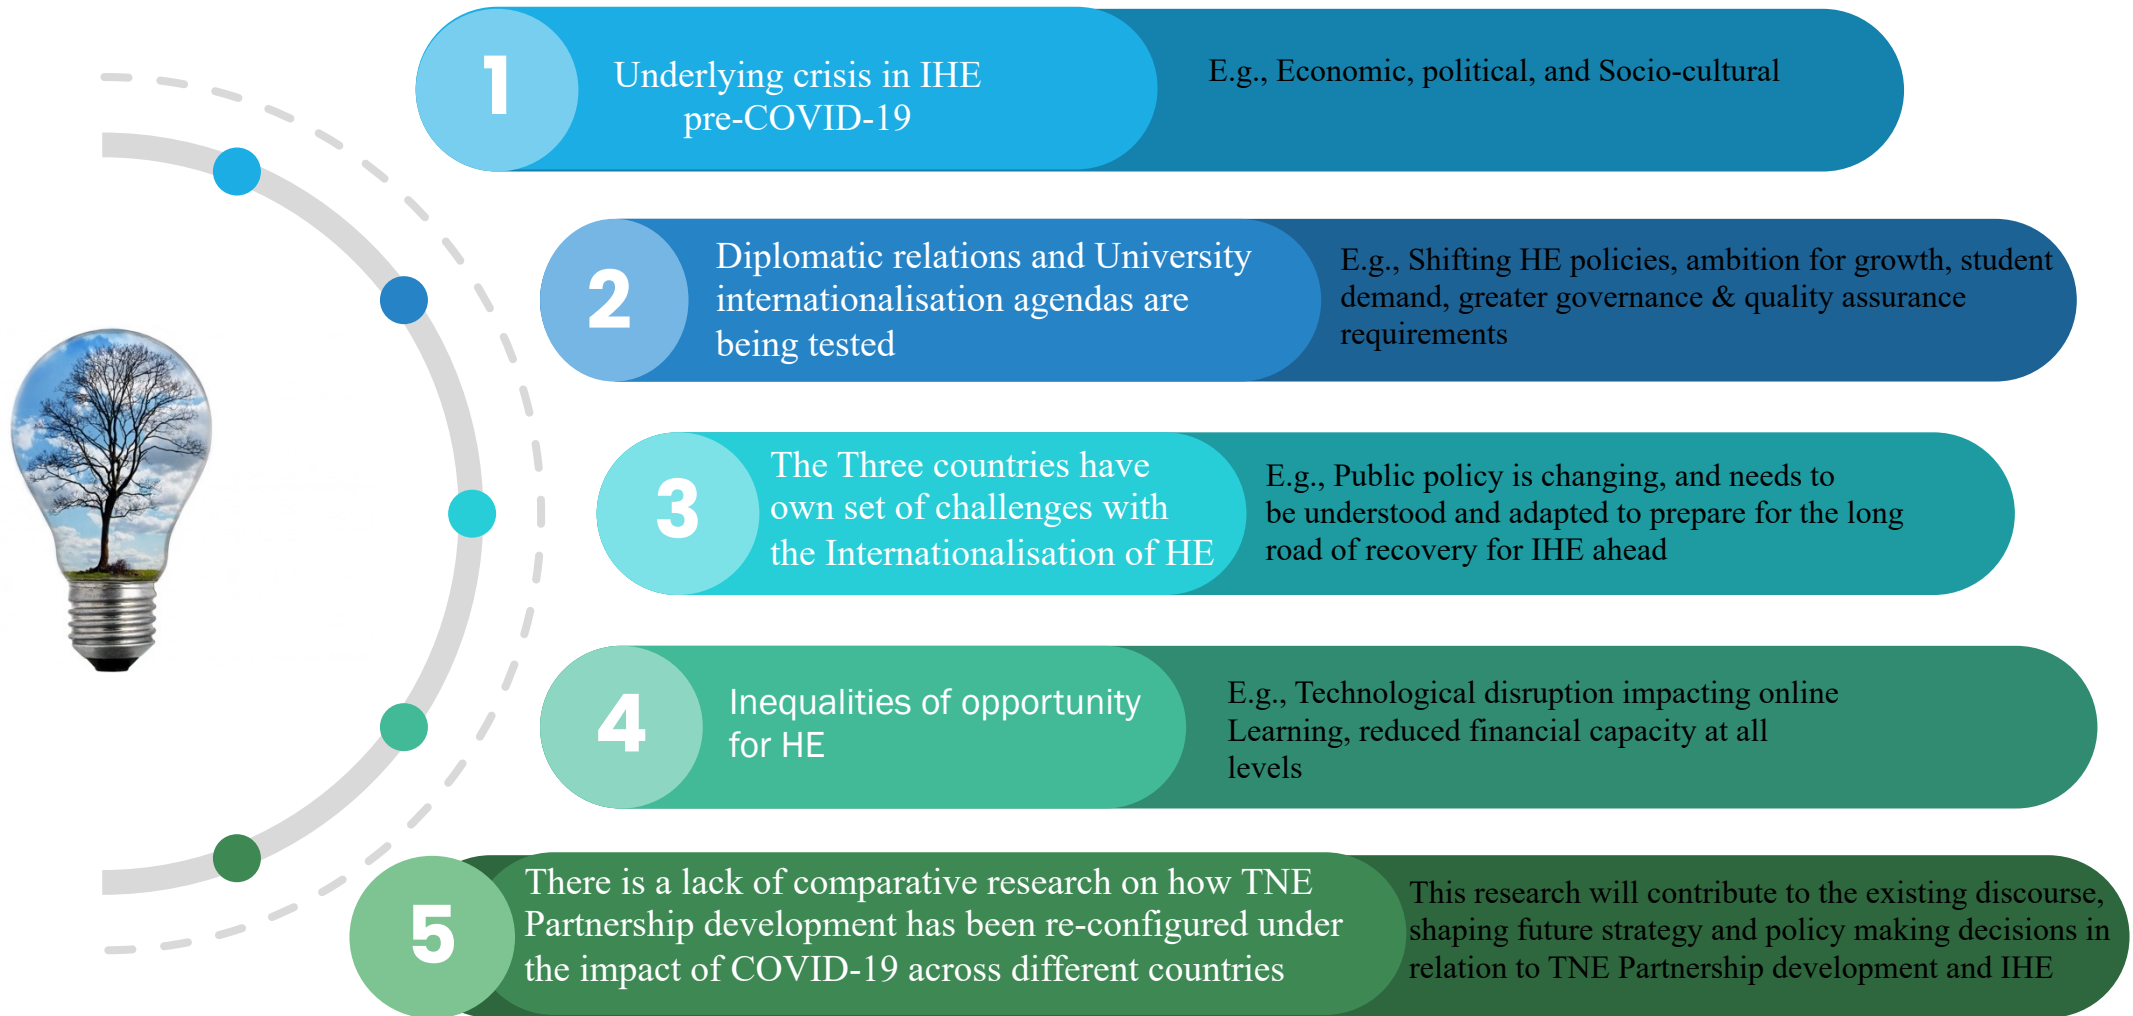 1
Underlying crisis in IHE
pre-COVID-19
E.g., Economic, political, and Socio-cultural
2
Diplomatic relations and University
internationalisation agendas are
being tested
E.g., Shifting HE policies, ambition for growth, student
demand, greater governance & quality assurance
requirements
3
The Three countries have
own set of challenges with
the Internationalisation of HE
E.g., Public policy is changing, and needs to
be understood and adapted to prepare for the long
road of recovery for IHE ahead
4
Inequalities of opportunity
for HE
E.g., Technological disruption impacting online
Learning, reduced financial capacity at all
levels
5
There is a lack of comparative research on how TNE
Partnership development has been re-configured under
the impact of COVID-19 across different countries
This research will contribute to the existing discourse,
shaping future strategy and policy making decisions in
relation to TNE Partnership development and IHE